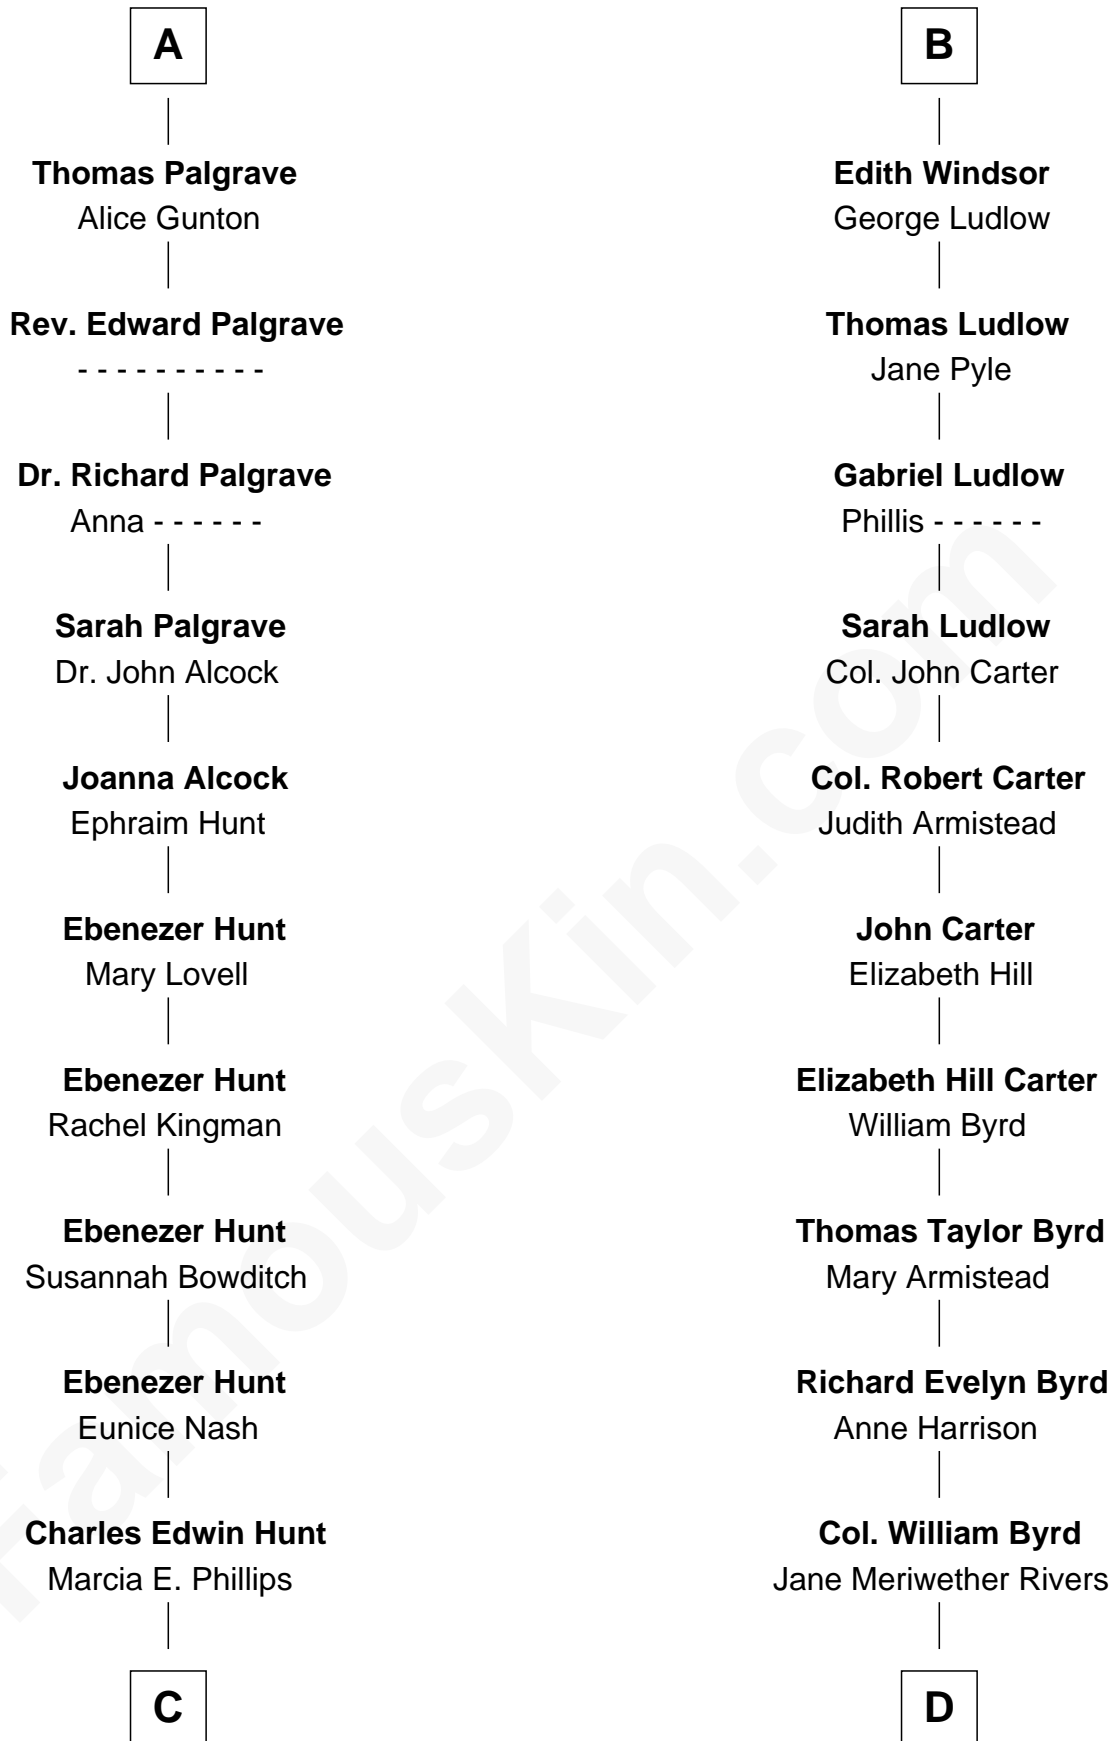 A
Thomas Palgrave
Alice Gunton
Rev. Edward Palgrave
- - - - - - - - - -
Dr. Richard Palgrave
Anna - - - - - -
Sarah Palgrave
Dr. John Alcock
Joanna Alcock
Ephraim Hunt
Ebenezer Hunt
Mary Lovell
Ebenezer Hunt
Rachel Kingman
Ebenezer Hunt
Susannah Bowditch
Ebenezer Hunt
Eunice Nash
Charles Edwin Hunt
Marcia E. Phillips
C
B
Edith Windsor
George Ludlow
Thomas Ludlow
Jane Pyle
Gabriel Ludlow
Phillis - - - - - -
Sarah Ludlow
Col. John Carter
Col. Robert Carter
Judith Armistead
John Carter
Elizabeth Hill
Elizabeth Hill Carter
William Byrd
Thomas Taylor Byrd
Mary Armistead
Richard Evelyn Byrd
Anne Harrison
Col. William Byrd
Jane Meriwether Rivers
D
FamousKin.com